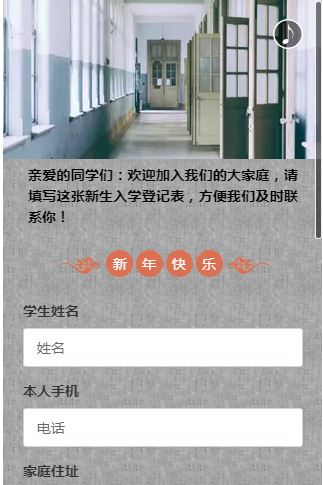 亲爱的同学们：欢迎加入我们的大家庭，请
填写这张新生入学登记表，方便我们及时联
系你！
新年快乐
学生姓名
姓名
本人手机
电话
家庭住址